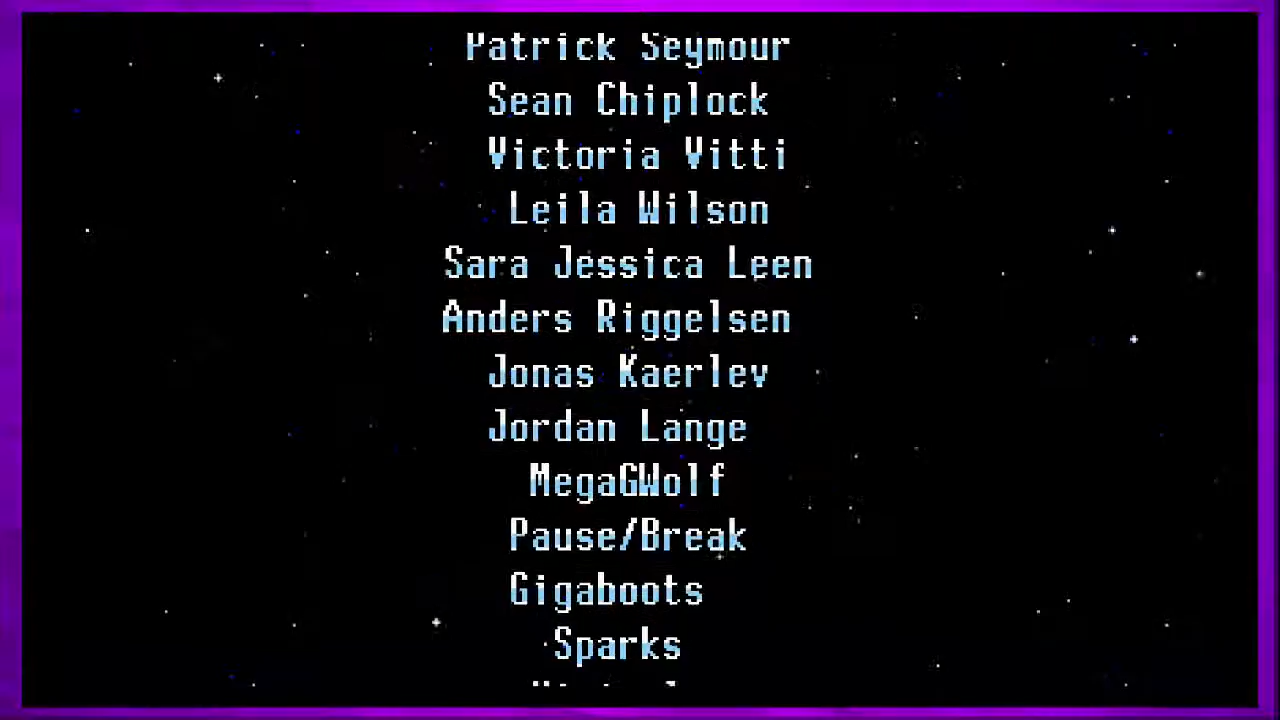 Patrick Seymour
Sean Chiplock
Victoria Vitti
Leila Wilson
Sara Jessica Leen
Anders Riggelsen
Jonas Kaerlev
Jordan Lange
MegaGWolf
Pause/Break
Gigaboots
Sparks